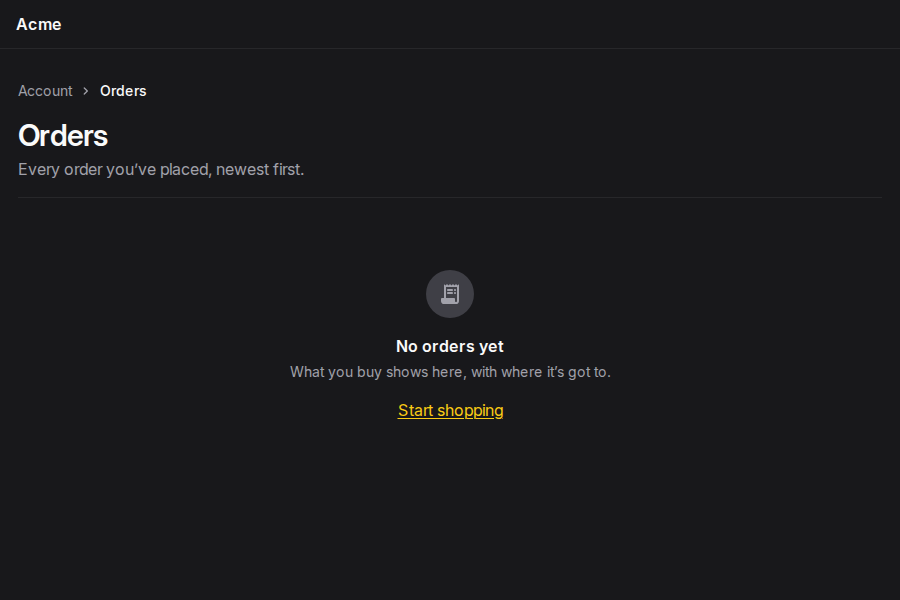 Acme
Account > Orders
Orders
Every order you’ve placed, newest first.
No orders yet
What you buy shows here, with where it’s got to.
Start shopping